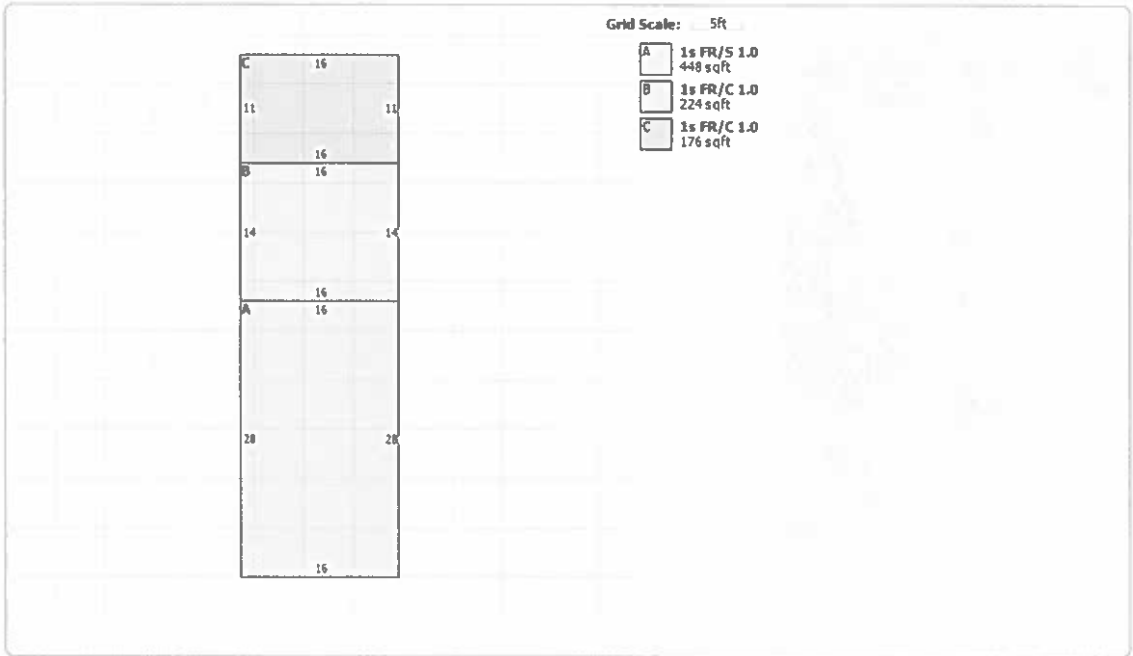 Grid Scale: 5ft
A 1s FR/S 1.0
448 sqft
B 1s FR/C 1.0
224 sqft
C 1s FR/C 1.0
176 sqft
C 16
11 11
16
B 16
14 14
16
A 16
28 28
16